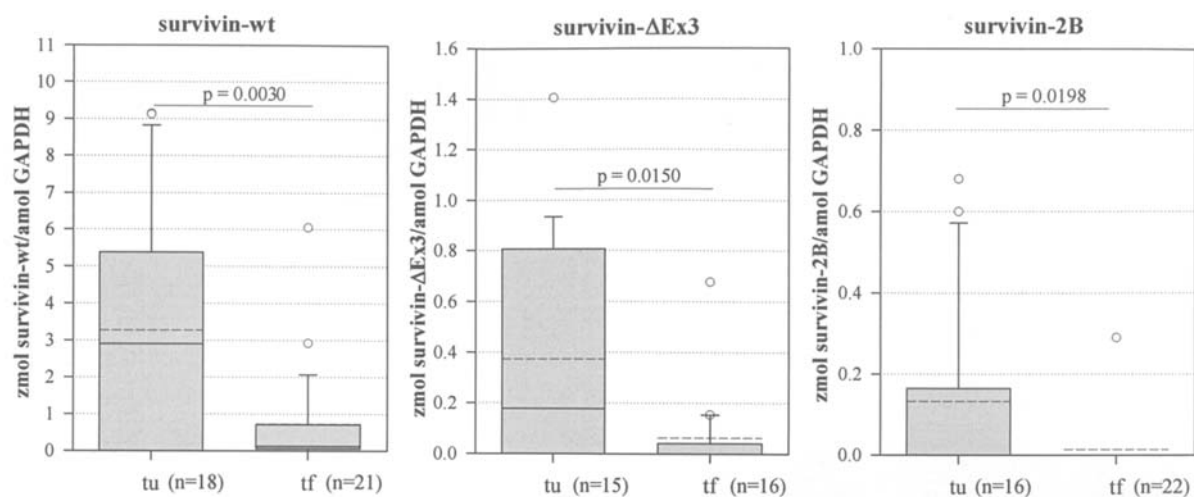 survivin-wt
zmol survivin-wt/amol GAPDH
11
10
9
8
7
6
5
4
3
2
1
0
p = 0.0030
tu (n=18) tf (n=21)
survivin-ΔEx3
zmol survivin-ΔEx3/amol GAPDH
1.6
1.4
1.2
1.0
0.8
0.6
0.4
0.2
0.0
p = 0.0150
tu (n=15) tf (n=16)
survivin-2B
zmol survivin-2B/amol GAPDH
1.0
0.8
0.6
0.4
0.2
0.0
p = 0.0198
tu (n=16) tf (n=22)